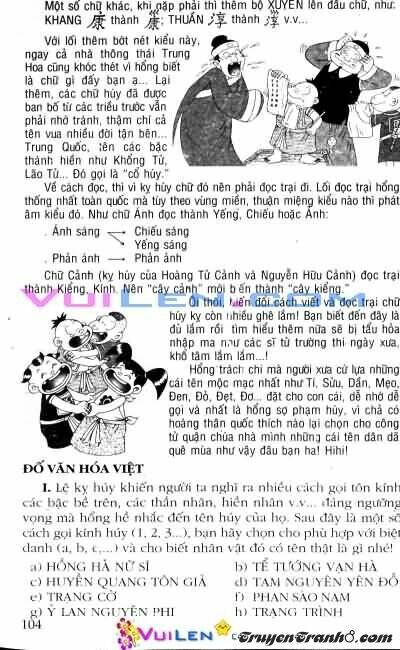 Một số chữ khác, khi gặp phải thì thêm bộ XUYÊN lên đầu chữ, như:
KHANG 康 thành ; THUẦN 淳 thành v.v...
Với lối thêm bớt nét kiểu này,
ngay cả nhà thông thái Trung
Hoa cũng khóc thét vì hổng biết
là chữ gì đấy bạn ạ... Lại
thêm, các chữ húy đã được
ban bố từ các triều trước vẫn
phải nhớ tránh, thậm chí cả
tên vua nhiều đời tận bên...
Trung Quốc, tên các bậc
thánh hiền như Khổng Tử,
Lão Tử... Đó gọi là "cổ húy."
Về cách đọc, thì vì kỵ húy chữ đó nên phải đọc trại đi. Lối đọc trại hổng
thống nhất toàn quốc mà tùy theo vùng miền, thuận miệng kiểu nào thì phát
âm kiểu đó. Như chữ Ánh đọc thành Yếng, Chiếu hoặc Ảnh:
. Ánh sáng → Chiếu sáng
→ Yếng sáng
. Phản ánh → Phản ảnh
Chữ Cảnh (kỵ húy của Hoàng Tử Cảnh và Nguyễn Hữu Cảnh) đọc trại
thành Kiểng, Kính. Nên "cây cảnh" mới biến thành "cây kiểng."
VUILEN.COM
Ôi thôi, biến đổi cách viết và đọc trại chữ
húy kỵ còn nhiều ghê lắm! Bạn biết đến đây là
đủ lắm rồi tìm hiểu thêm nữa sẽ bị tẩu hỏa
nhập ma như các sĩ tử trường thi ngày xưa,
khổ tâm lắm lắm...!
Hổng trách chi mà người xưa cứ lựa những
cái tên mộc mạc nhất như Tí, Sửu, Dần, Mẹo,
Đen, Đỏ, Đẹt, Đơ... đặt cho con cái, dễ nhớ dễ
gọi và nhất là hổng sợ phạm húy, vì chả có
hoàng thân quốc thích nào lại chọn cho công
tử quận chúa nhà mình những cái tên dân dã
quê mùa như vậy đâu bạn ha! Hihi!
ĐỐ VĂN HÓA VIỆT
I. Lệ kỵ húy khiến người ta nghĩ ra nhiều cách gọi tôn kính
các bậc bề trên, các thần nhân, hiền nhân v.v... đáng ngưỡng
vọng mà hổng hề nhắc đến tên húy của họ. Sau đây là một số
cách gọi kính húy (1, 2, 3...), bạn hãy chọn cho phù hợp với biệt
danh (a, b, c,...) và cho biết nhân vật đó có tên thật là gì nhé!
a) HỒNG HÀ NỮ SĨ b) TỂ TƯỚNG VẠN HÀ
c) HUYỀN QUANG TÔN GIẢ d) TAM NGUYÊN YÊN ĐỔ
e) TRẠNG CỜ f) PHAN SÀO NAM
g) Ỷ LAN NGUYÊN PHI h) TRẠNG TRÌNH
104
VUILEN.com
TruyenTranh8.com